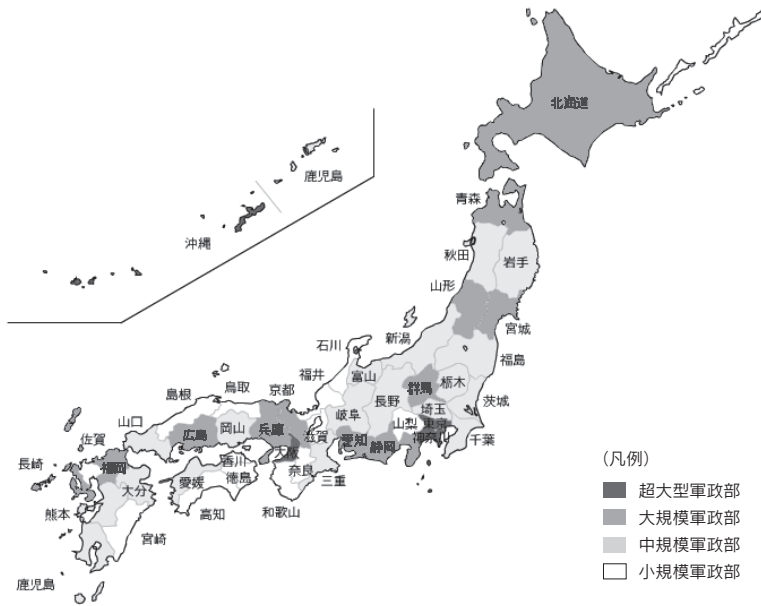 北海道
鹿児島
沖縄
青森
秋田
岩手
山形
宮城
新潟
福島
石川
富山
福井
群馬
栃木
茨城
長野
埼玉
山梨
東京
神奈川
千葉
岐阜
愛知
静岡
鳥取
京都
島根
滋賀
兵庫
岡山
広島
山口
大阪
奈良
三重
和歌山
香川
徳島
愛媛
高知
佐賀
福岡
長崎
大分
熊本
宮崎
鹿児島
(凡例)
超大型軍政部
大規模軍政部
中規模軍政部
小規模軍政部